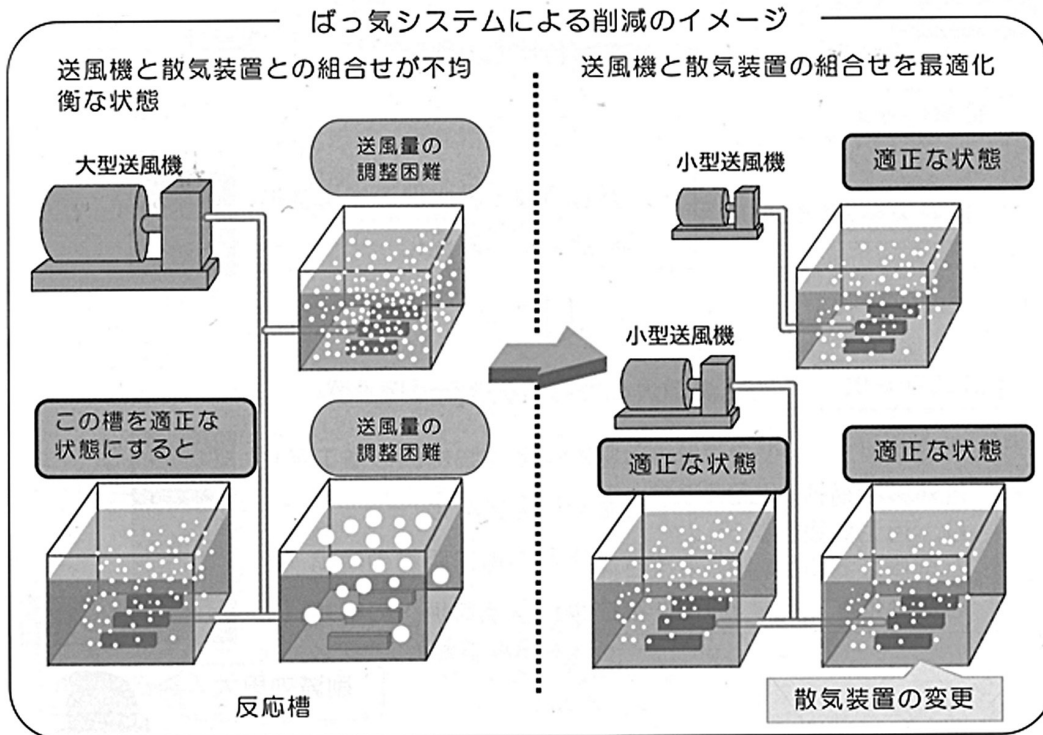 ばっ気システムによる削減のイメージ
送風機と散気装置との組合せが不均
衡な状態
大型送風機
送風量の
調整困難
この槽を適正な
状態にすると
送風量の
調整困難
反応槽
送風機と散気装置の組合せを最適化
小型送風機
適正な状態
小型送風機
適正な状態
適正な状態
散気装置の変更